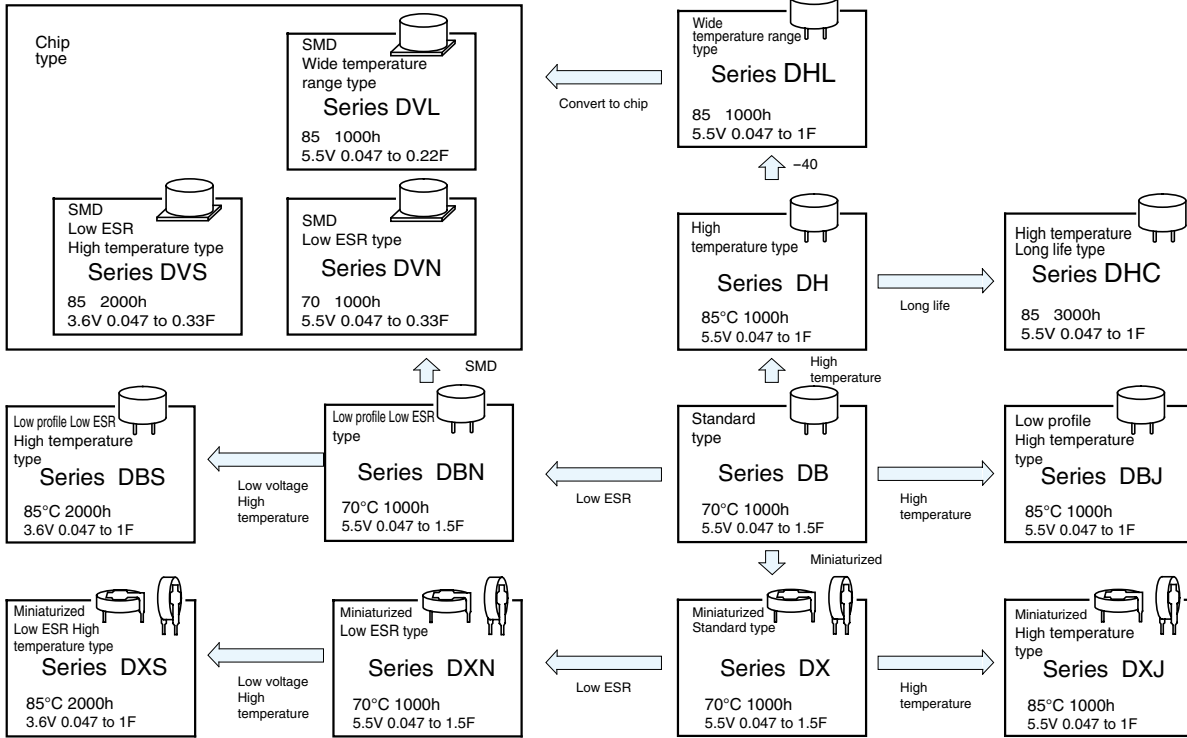 Chip
type
SMD
Wide temperature
range type
Series DVL
85 1000h
5.5V 0.047 to 0.22F
Convert to chip
Wide
temperature range
type
Series DHL
85 1000h
5.5V 0.047 to 1F
−40
SMD
Low ESR
High temperature type
Series DVS
85 2000h
3.6V 0.047 to 0.33F
SMD
Low ESR type
Series DVN
70 1000h
5.5V 0.047 to 0.33F
High
temperature type
Series DH
85°C 1000h
5.5V 0.047 to 1F
Long life
High temperature
Long life type
Series DHC
85 3000h
5.5V 0.047 to 1F
SMD
High
temperature
Low profile Low ESR
High temperature
type
Series DBS
85°C 2000h
3.6V 0.047 to 1F
Low voltage
High
temperature
Low profile Low ESR
type
Series DBN
70°C 1000h
5.5V 0.047 to 1.5F
Low ESR
Standard
type
Series DB
70°C 1000h
5.5V 0.047 to 1.5F
High
temperature
Low profile
High temperature
type
Series DBJ
85°C 1000h
5.5V 0.047 to 1F
Miniaturized
Miniaturized
Low ESR High
temperature type
Series DXS
85°C 2000h
3.6V 0.047 to 1F
Low voltage
High
temperature
Miniaturized
Low ESR type
Series DXN
70°C 1000h
5.5V 0.047 to 1.5F
Low ESR
Miniaturized
Standard type
Series DX
70°C 1000h
5.5V 0.047 to 1.5F
High
temperature
Miniaturized
High temperature
type
Series DXJ
85°C 1000h
5.5V 0.047 to 1F